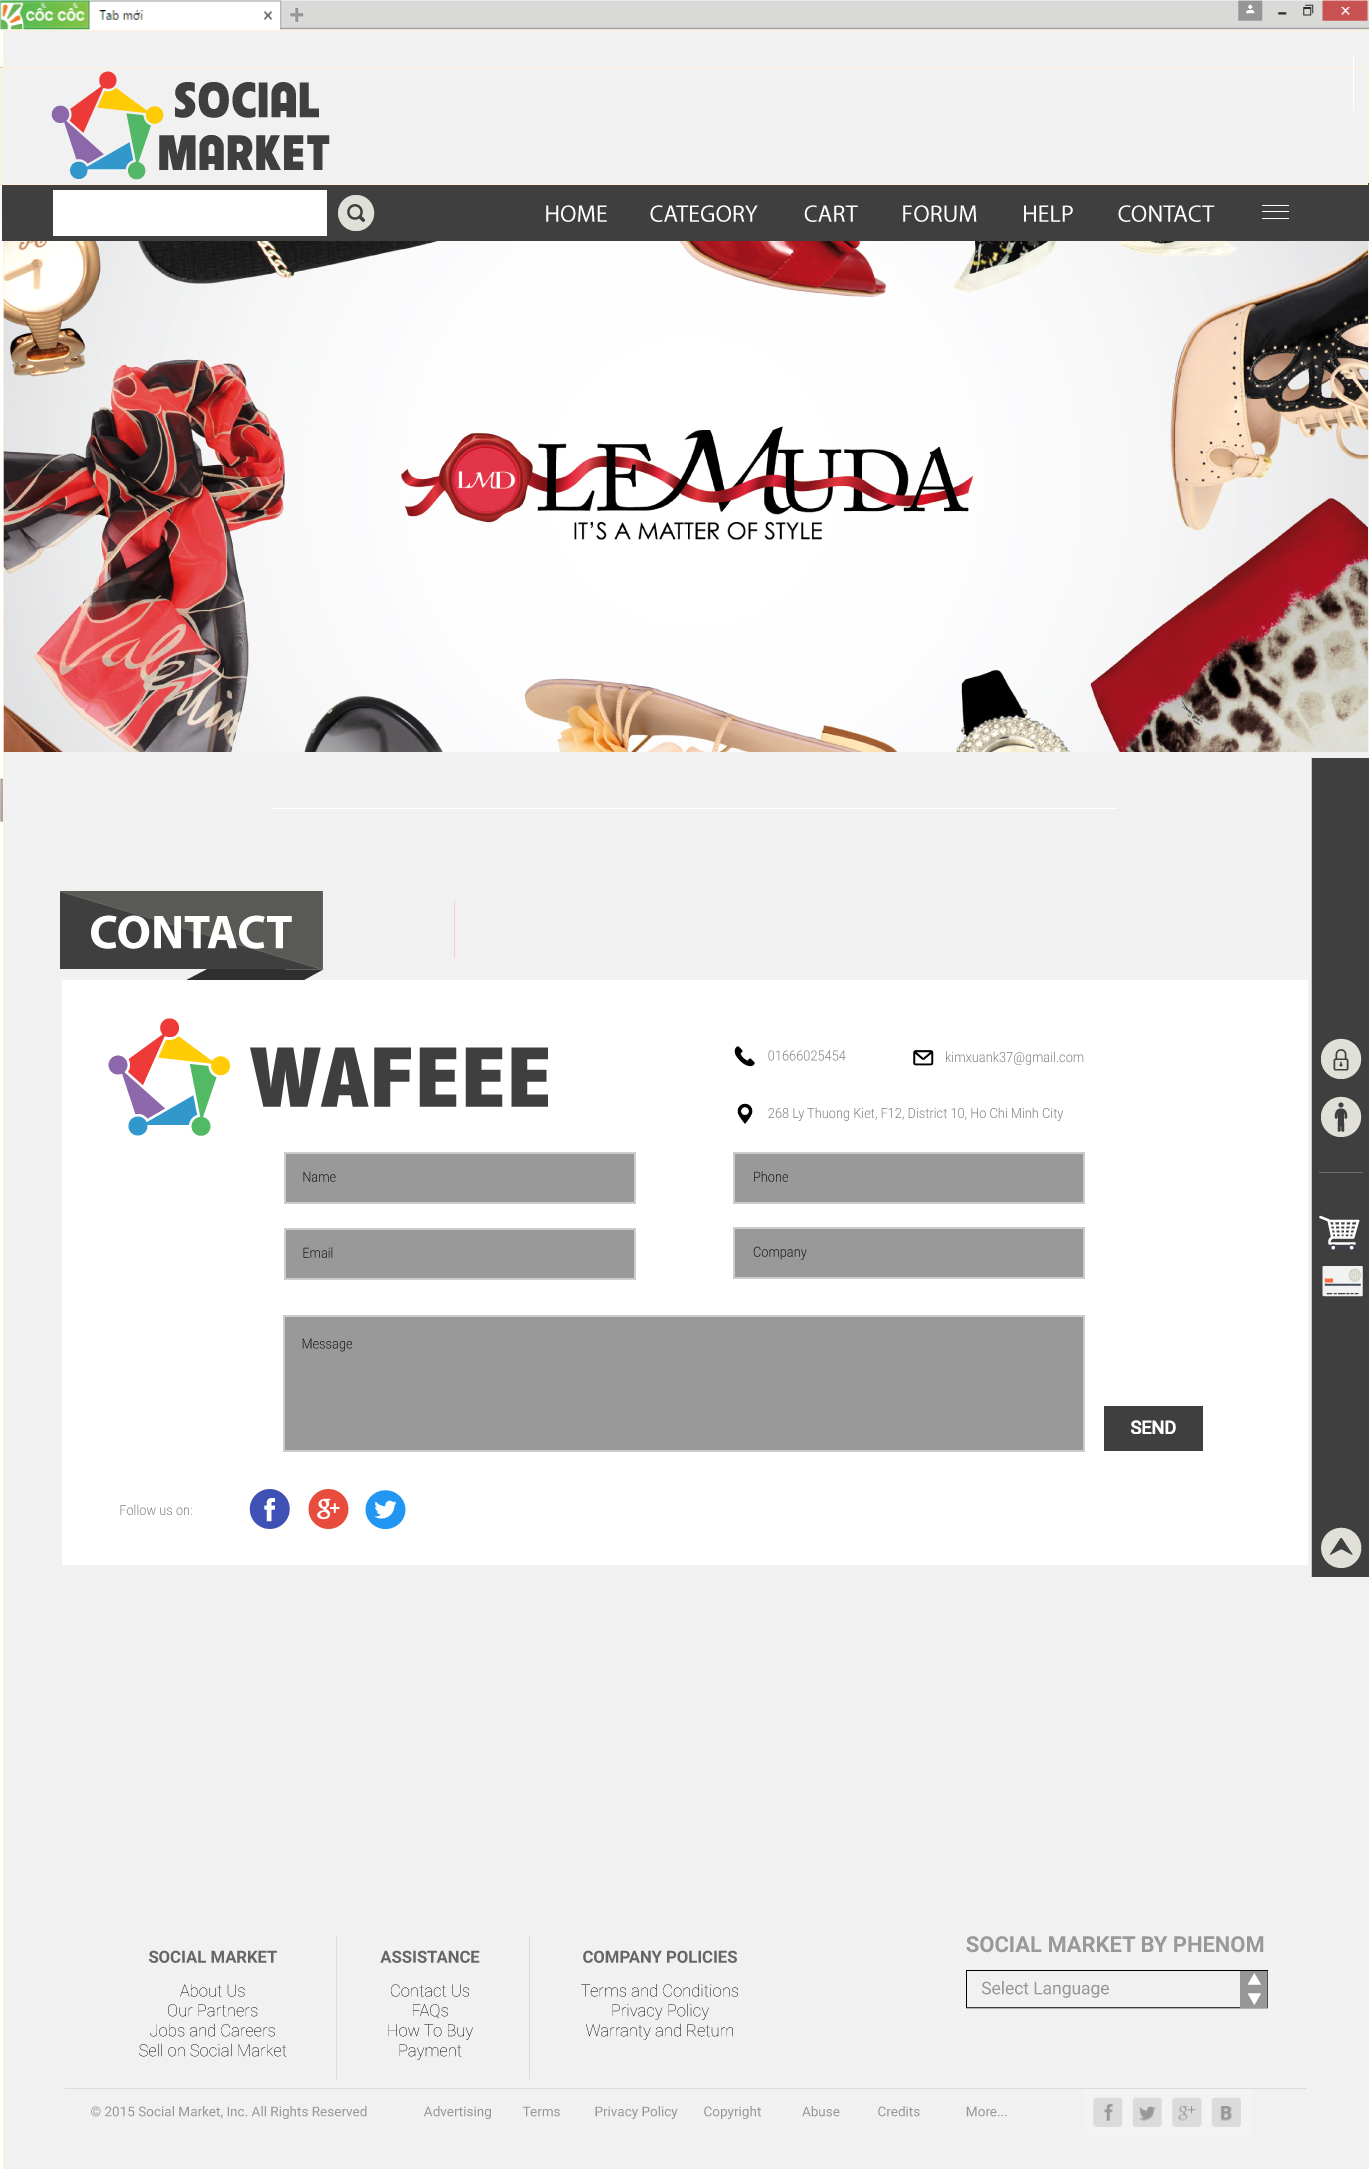 cốc cốc
Tab mới
SOCIAL
MARKET
HOME CATEGORY CART FORUM HELP CONTACT
Valentin
LMD
LEMUDA
IT'S A MATTER OF STYLE
CONTACT
WAFEEE
01666025454
kimxuank37@gmail.com
268 Ly Thuong Kiet, F12, District 10, Ho Chi Minh City
Name
Phone
Email
Company
Message
SEND
Follow us on:
f
g+
SOCIAL MARKET
About Us
Our Partners
Jobs and Careers
Sell on Social Market
ASSISTANCE
Contact Us
FAQs
How To Buy
Payment
COMPANY POLICIES
Terms and Conditions
Privacy Policy
Warranty and Return
SOCIAL MARKET BY PHENOM
Select Language
© 2015 Social Market, Inc. All Rights Reserved
Advertising Terms Privacy Policy Copyright Abuse Credits More...
f
g+
B